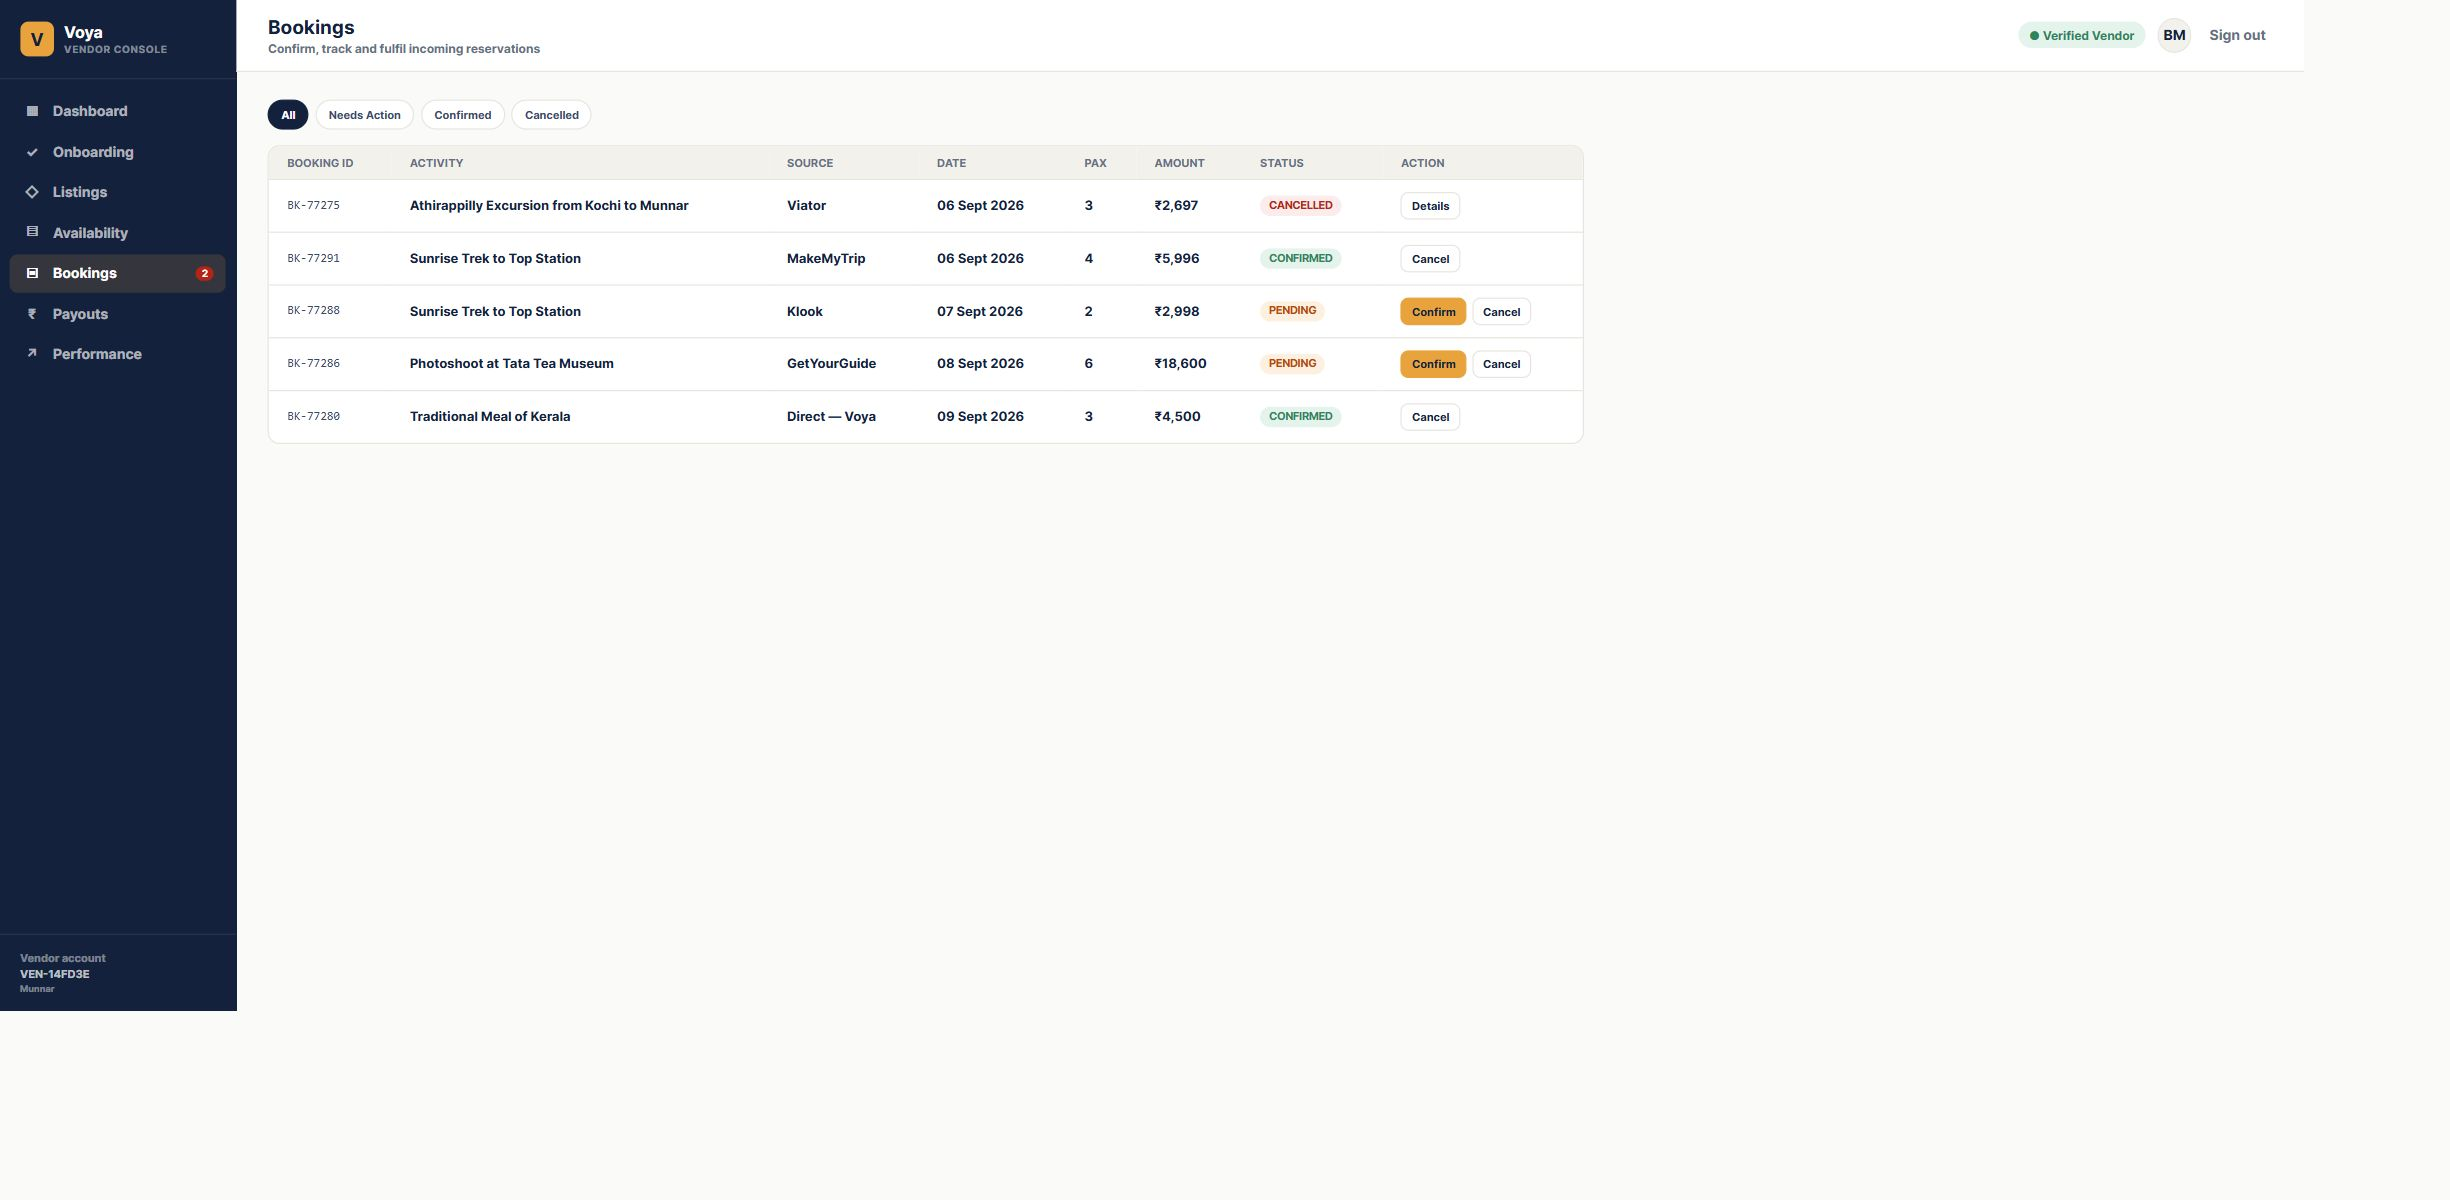 V
Voya
VENDOR CONSOLE
Dashboard
Onboarding
Listings
Availability
Bookings 2
₹ Payouts
Performance
Vendor account
VEN-14FD3E
Munnar
Bookings
Confirm, track and fulfil incoming reservations
Verified Vendor BM Sign out
All Needs Action Confirmed Cancelled
BOOKING ID ACTIVITY SOURCE DATE PAX AMOUNT STATUS ACTION
BK-77275 Athirappilly Excursion from Kochi to Munnar Viator 06 Sept 2026 3 ₹2,697 CANCELLED Details
BK-77291 Sunrise Trek to Top Station MakeMyTrip 06 Sept 2026 4 ₹5,996 CONFIRMED Cancel
BK-77288 Sunrise Trek to Top Station Klook 07 Sept 2026 2 ₹2,998 PENDING Confirm Cancel
BK-77286 Photoshoot at Tata Tea Museum GetYourGuide 08 Sept 2026 6 ₹18,600 PENDING Confirm Cancel
BK-77280 Traditional Meal of Kerala Direct — Voya 09 Sept 2026 3 ₹4,500 CONFIRMED Cancel